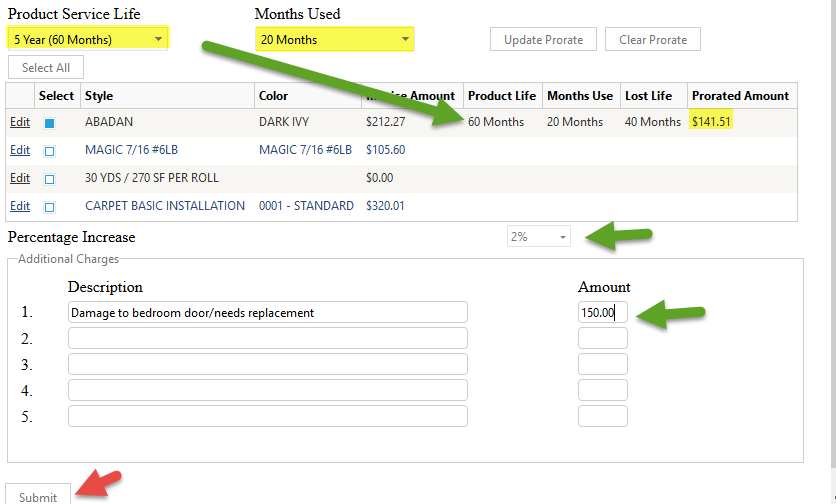 Product Service Life Months Used
5 Year (60 Months) 20 Months Update Prorate Clear Prorate
Select All
Select Style Color Amount Product Life Months Use Lost Life Prorated Amount
Edit ABADAN DARK IVY $212.27 60 Months 20 Months 40 Months $141.51
Edit MAGIC 7/16 #6LB MAGIC 7/16 #6LB $105.60
Edit 30 YDS / 270 SF PER ROLL $0.00
Edit CARPET BASIC INSTALLATION 0001 - STANDARD $320.01
Percentage Increase 2%
Additional Charges
Description Amount
1. Damage to bedroom door/needs replacement 150.00
2.
3.
4.
5.
Submit